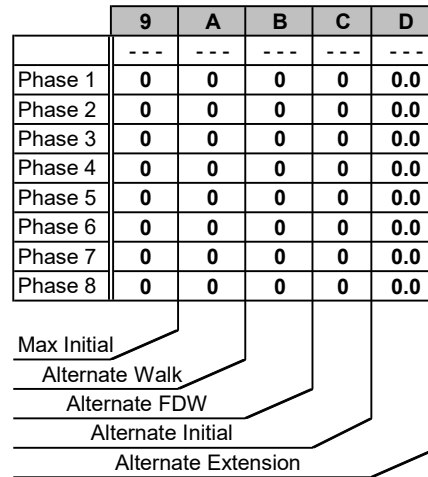 9 A B C D
- - - - - - - - - - - - - - -
Phase 1 0 0 0 0 0.0
Phase 2 0 0 0 0 0.0
Phase 3 0 0 0 0 0.0
Phase 4 0 0 0 0 0.0
Phase 5 0 0 0 0 0.0
Phase 6 0 0 0 0 0.0
Phase 7 0 0 0 0 0.0
Phase 8 0 0 0 0 0.0
Max Initial
Alternate Walk
Alternate FDW
Alternate Initial
Alternate Extension